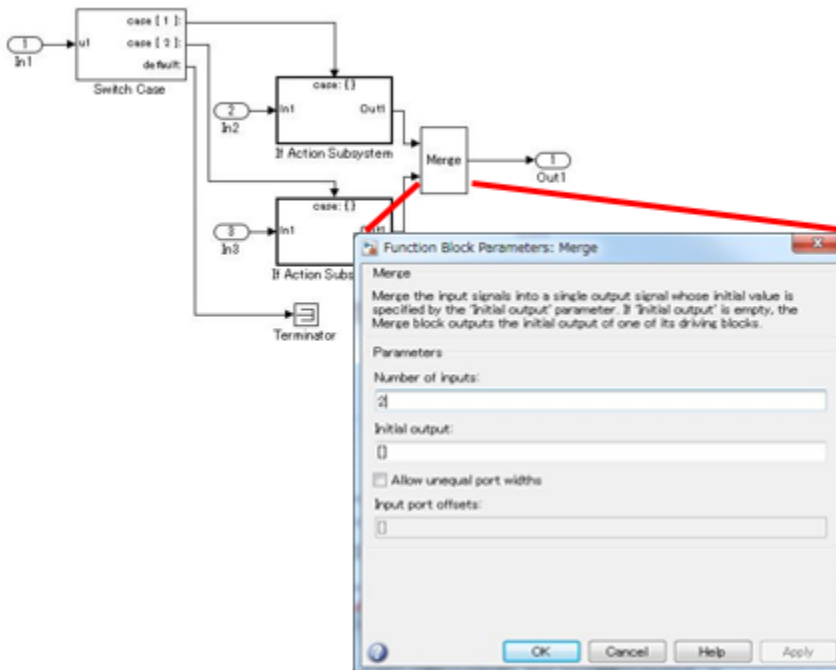 case [ 1 ]:
1
u1
case [ 2 ]:
In1
default:
Switch Case
case: {}
2
In1
Out1
In2
If Action Subsystem
Merge
1
Out1
case: {}
3
In1
Out1
In3
If Action Subs
Terminator
Function Block Parameters: Merge
Merge
Merge the input signals into a single output signal whose initial value is
specified by the "Initial output" parameter. If "Initial output" is empty, the
Merge block outputs the initial output of one of its driving blocks.
Parameters
Number of inputs:
2
Initial output:
[]
Allow unequal port widths
Input port offsets:
[]
OK
Cancel
Help
Apply